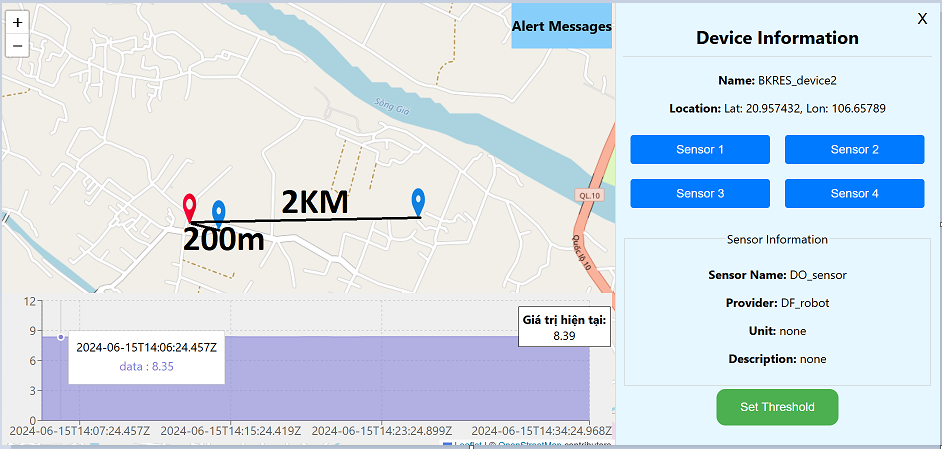 +
−
Alert Messages
Sông Giá
QL.10
Quốc lộ 10
2KM
200m
12
9
6
3
0
2024-06-15T14:06:24.457Z
data : 8.35
Giá trị hiện tại:
8.39
2024-06-15T14:07:24.457Z
2024-06-15T14:15:24.419Z
2024-06-15T14:23:24.899Z
2024-06-15T14:34:24.968Z
Leaflet | © OpenStreetMap contributors
X
Device Information
Name: BKRES_device2
Location: Lat: 20.957432, Lon: 106.65789
Sensor 1
Sensor 2
Sensor 3
Sensor 4
Sensor Information
Sensor Name: DO_sensor
Provider: DF_robot
Unit: none
Description: none
Set Threshold